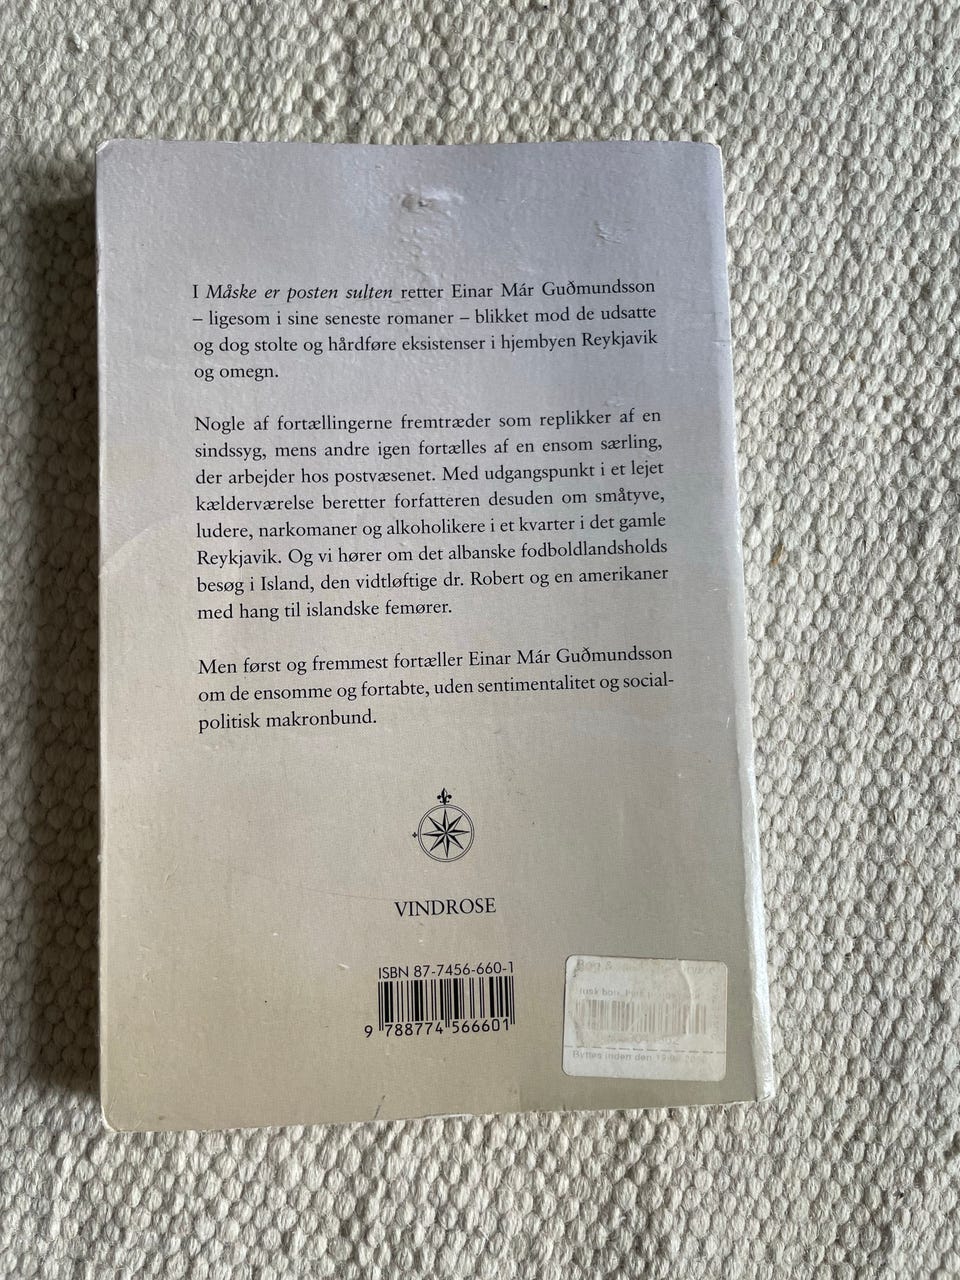 I Måske er posten sulten retter Einar Már Guðmundsson
– ligesom i sine seneste romaner – blikket mod de udsatte
og dog stolte og hårdføre eksistenser i hjembyen Reykjavik
og omegn.
Nogle af fortællingerne fremtræder som replikker af en
sindssyg, mens andre igen fortælles af en ensom særling,
der arbejder hos postvæsenet. Med udgangspunkt i et lejet
kælderværelse beretter forfatteren desuden om småtyve,
ludere, narkomaner og alkoholikere i et kvarter i det gamle
Reykjavik. Og vi hører om det albanske fodboldlandsholds
besøg i Island, den vidtløftige dr. Robert og en amerikaner
med hang til islandske femører.
Men først og fremmest fortæller Einar Már Guðmundsson
om de ensomme og fortabte, uden sentimentalitet og social-
politisk makronbund.
VINDROSE
ISBN 87-7456-660-1
9 788774 566601
Byttes inden den